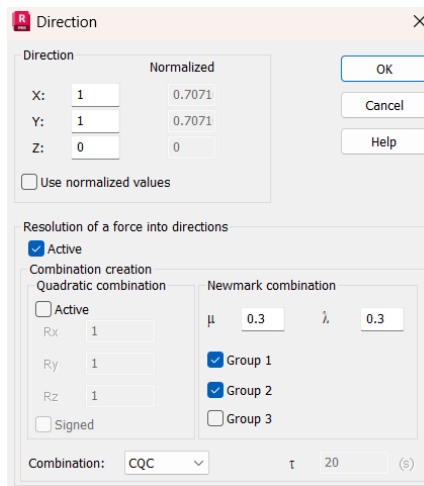 R
PRO
Direction
Direction
Normalized
OK
X: 1 0.7071
Cancel
Y: 1 0.7071
Z: 0 0
Help
Use normalized values
Resolution of a force into directions
Active
Combination creation
Quadratic combination
Newmark combination
Active
μ 0.3 λ 0.3
Rx 1
Group 1
Ry 1
Group 2
Rz 1
Group 3
Signed
Combination: CQC τ 20 (s)